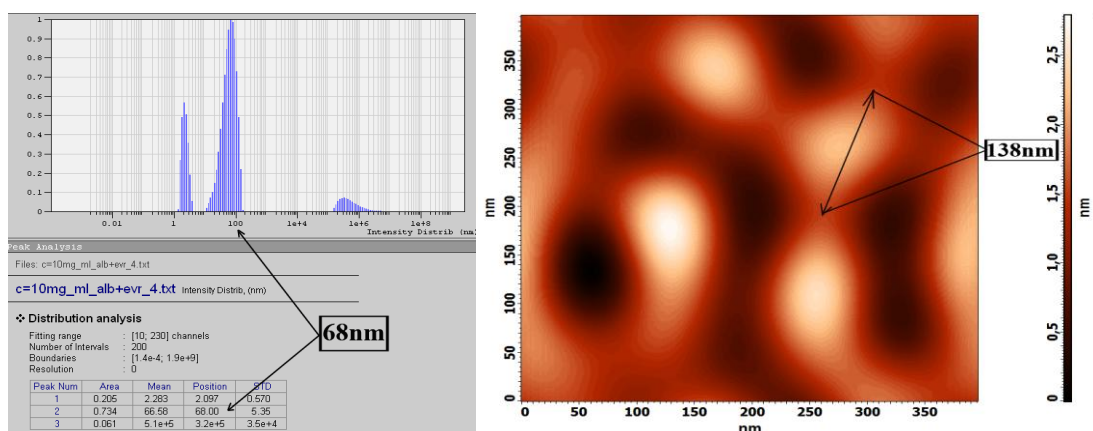 1
0.9
0.8
0.7
0.6
0.5
0.4
0.3
0.2
0.1
0
0.01 1 100 1e+4 1e+6 1e+8
Intensity Distrib (nm
Peak Analysis
Files: c=10mg_ml_alb+evr_4.txt
c=10mg_ml_alb+evr_4.txt Intensity Distrib, (nm)
❖ Distribution analysis
Fitting range : [10; 230] channels
Number of Intervals : 200
Boundaries : [1.4e-4; 1.9e+9]
Resolution : 0
Peak Num Area Mean Position STD
1 0.205 2.283 2.097 0.570
2 0.734 66.58 68.00 5.35
3 0.061 5.1e+5 3.2e+5 3.5e+4
68nm
350
300
250
200
150
100
50
0
nm
0 50 100 150 200 250 300 350
nm
138nm
2,5
2,0
1,5
1,0
0,5
0,0
nm